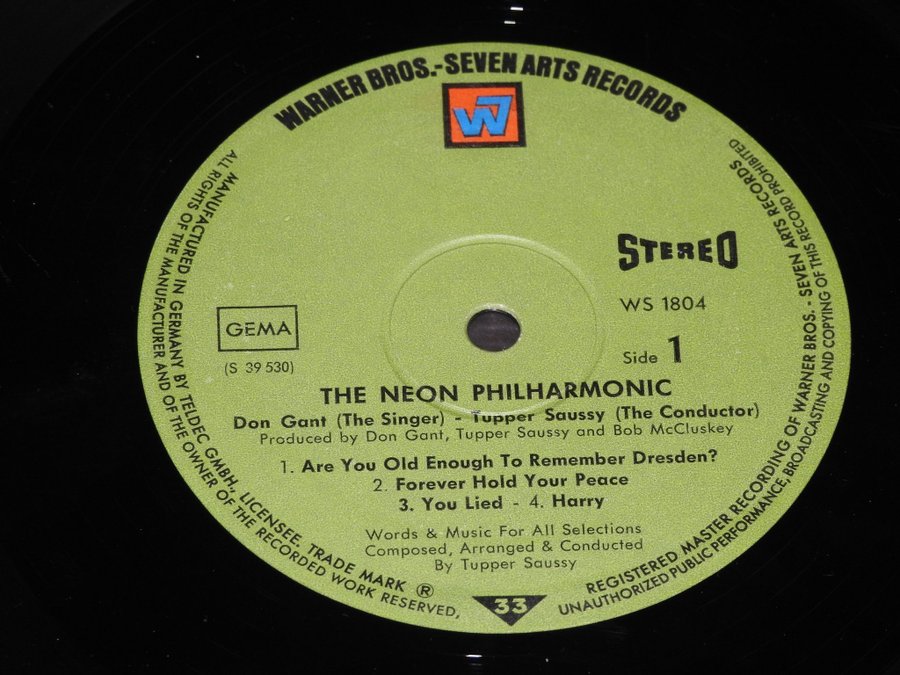 WARNER BROS.-SEVEN ARTS RECORDS
W7
STEREO
WS 1804
GEMA
(S 39 530)
Side 1
THE NEON PHILHARMONIC
Don Gant (The Singer) - Tupper Saussy (The Conductor)
Produced by Don Gant, Tupper Saussy and Bob McCluskey
1. Are You Old Enough To Remember Dresden?
2. Forever Hold Your Peace
3. You Lied - 4. Harry
Words & Music For All Selections
Composed, Arranged & Conducted
By Tupper Saussy
33
MANUFACTURED IN GERMANY BY TELDEC GMBH., LICENSEE. TRADE MARK ®
ALL RIGHTS OF THE MANUFACTURER AND OF THE OWNER OF THE RECORDED WORK RESERVED,
REGISTERED MASTER RECORDING OF WARNER BROS. - SEVEN ARTS RECORDS
UNAUTHORIZED PUBLIC PERFORMANCE, BROADCASTING AND COPYING OF THIS RECORD PROHIBITED